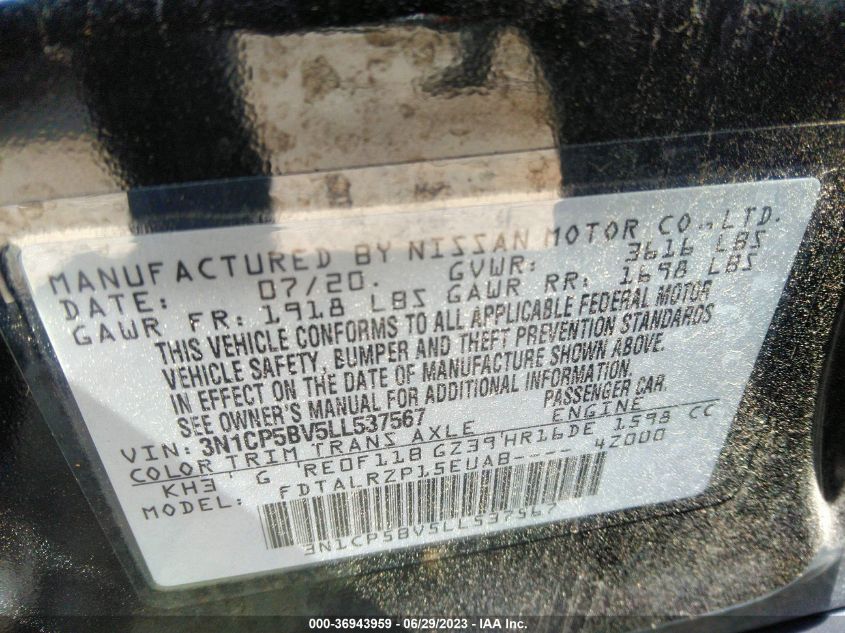 MANUFACTURED BY NISSAN MOTOR CO.,LTD.
DATE: 07/20. GVWR: 3616 LBS
GAWR FR: 1918 LBS GAWR RR: 1698 LBS
THIS VEHICLE CONFORMS TO ALL APPLICABLE FEDERAL MOTOR
VEHICLE SAFETY, BUMPER AND THEFT PREVENTION STANDARDS
IN EFFECT ON THE DATE OF MANUFACTURE SHOWN ABOVE.
SEE OWNER'S MANUAL FOR ADDITIONAL INFORMATION.
VIN: 3N1CP5BV5LL537567 PASSENGER CAR.
COLOR TRIM TRANS AXLE ENGINE
KH3 G RE0F11B GZ39 HR16DE 1598 CC
MODEL: FDTALRZP15EUAB---- 4Z000
3N1CP5BV5LL537567
000-36943959 - 06/29/2023 - IAA Inc.